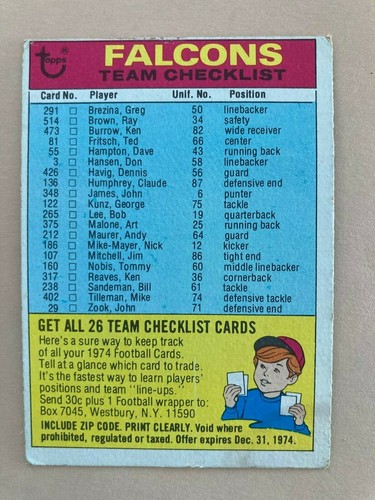 topps®
FALCONS
TEAM CHECKLIST
Card No. Player Unif. No. Position
291 □ Brezina, Greg 50 linebacker
514 □ Brown, Ray 34 safety
473 □ Burrow, Ken 82 wide receiver
81 □ Fritsch, Ted 66 center
55 □ Hampton, Dave 43 running back
3 □ Hansen, Don 58 linebacker
426 □ Havig, Dennis 56 guard
136 □ Humphrey, Claude 87 defensive end
348 □ James, John 6 punter
122 □ Kunz, George 75 tackle
265 □ Lee, Bob 19 quarterback
375 □ Malone, Art 25 running back
212 □ Maurer, Andy 64 guard
186 □ Mike-Mayer, Nick 12 kicker
107 □ Mitchell, Jim 86 tight end
160 □ Nobis, Tommy 60 middle linebacker
317 □ Reaves, Ken 36 cornerback
238 □ Sandeman, Bill 61 tackle
402 □ Tilleman, Mike 74 defensive tackle
29 □ Zook, John 71 defensive end
GET ALL 26 TEAM CHECKLIST CARDS
Here's a sure way to keep track
of all your 1974 Football Cards.
Tell at a glance which card to trade.
It's the fastest way to learn players'
positions and team "line-ups."
Send 30c plus 1 Football wrapper to:
Box 7045, Westbury, N.Y. 11590
INCLUDE ZIP CODE. PRINT CLEARLY. Void where
prohibited, regulated or taxed. Offer expires Dec. 31, 1974.